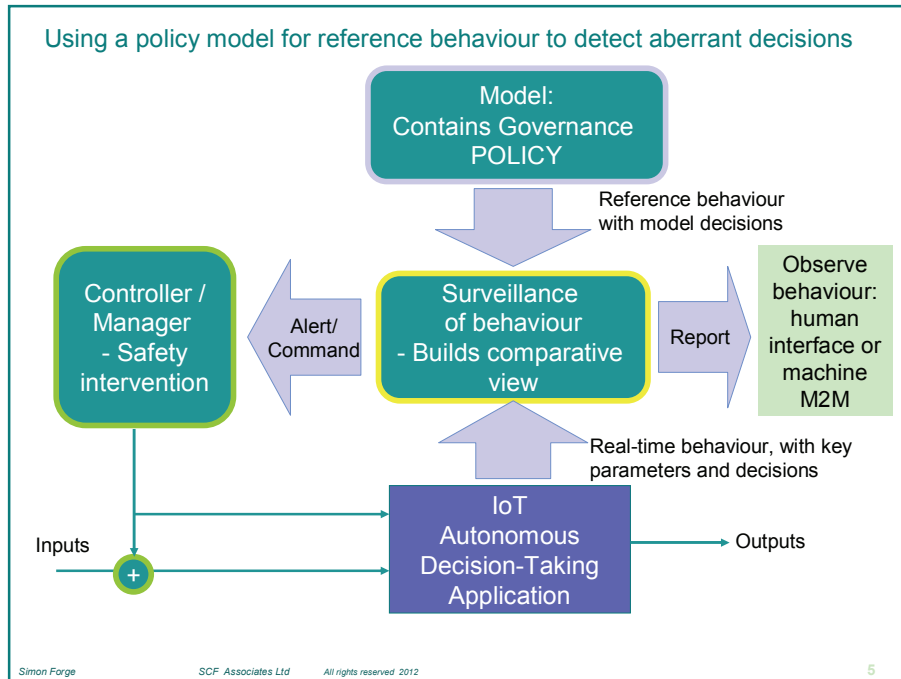 Using a policy model for reference behaviour to detect aberrant decisions
Model:
Contains Governance
POLICY
Reference behaviour
with model decisions
Controller /
Manager
- Safety
intervention
Alert/
Command
Surveillance
of behaviour
- Builds comparative
view
Report
Observe
behaviour:
human
interface or
machine
M2M
Real-time behaviour, with key
parameters and decisions
IoT
Autonomous
Decision-Taking
Application
Inputs
+
Outputs
Simon Forge SCF Associates Ltd All rights reserved 2012 5